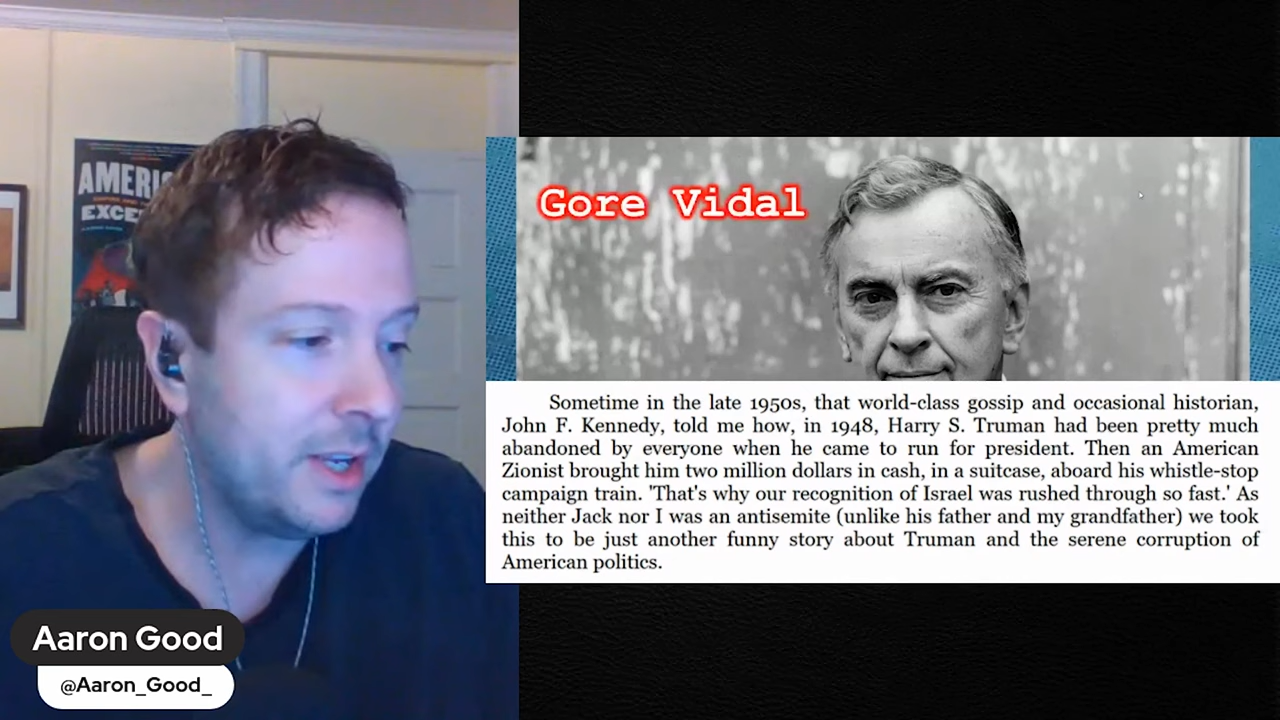 AMERI
EXCE
Gore Vidal
Sometime in the late 1950s, that world-class gossip and occasional historian,
John F. Kennedy, told me how, in 1948, Harry S. Truman had been pretty much
abandoned by everyone when he came to run for president. Then an American
Zionist brought him two million dollars in cash, in a suitcase, aboard his whistle-stop
campaign train. 'That's why our recognition of Israel was rushed through so fast.' As
neither Jack nor I was an antisemite (unlike his father and my grandfather) we took
this to be just another funny story about Truman and the serene corruption of
American politics.
Aaron Good
@Aaron_Good_